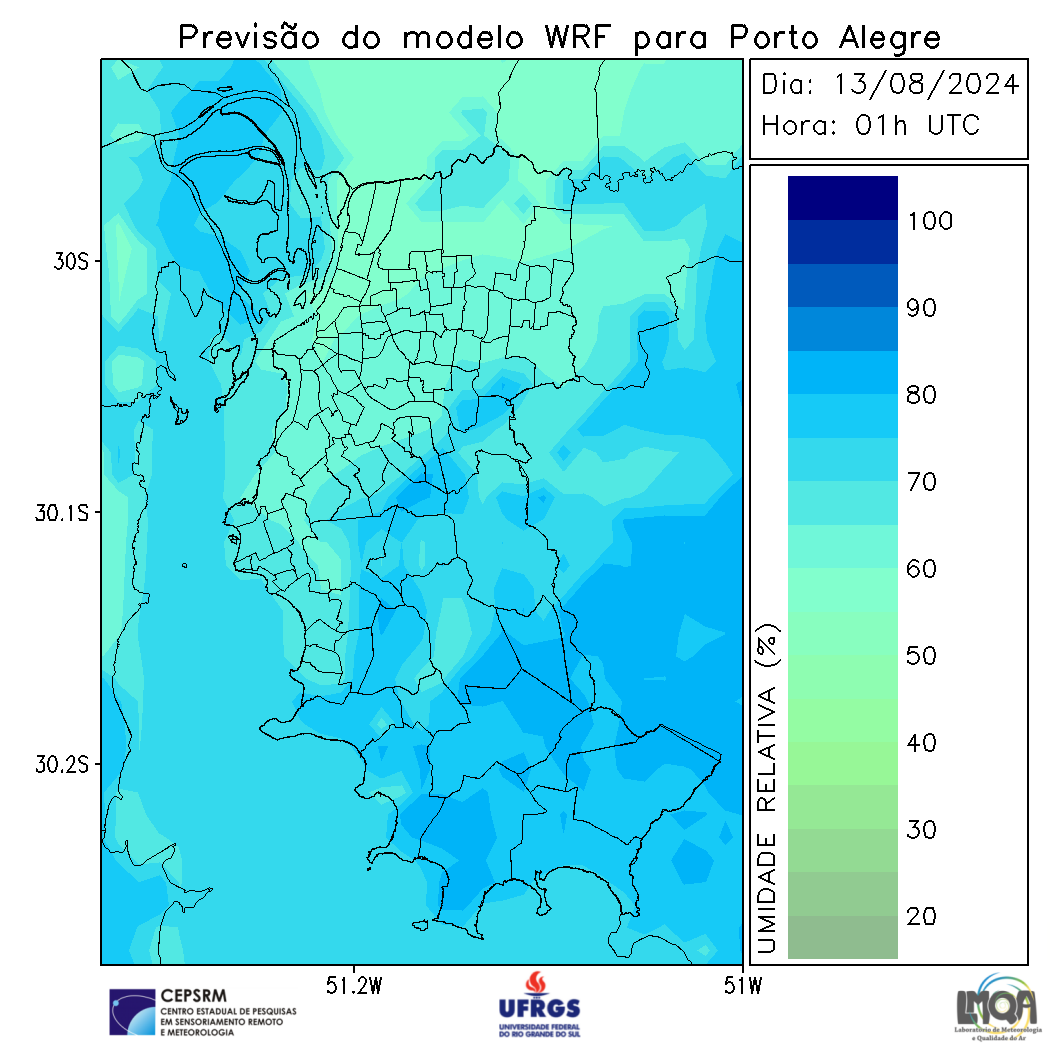 Previsão do modelo WRF para Porto Alegre
Dia: 13/08/2024
Hora: 01h UTC
100
90
80
70
60
50
40
30
20
UMIDADE RELATIVA (%)
30S
30.1S
30.2S
51.2W
51W
CEPSRM
CENTRO ESTADUAL DE PESQUISAS
EM SENSORIAMENTO REMOTO
E METEOROLOGIA
UFRGS
UNIVERSIDADE FEDERAL
DO RIO GRANDE DO SUL
LMQA
Laboratório de Meteorologia
e Qualidade do Ar